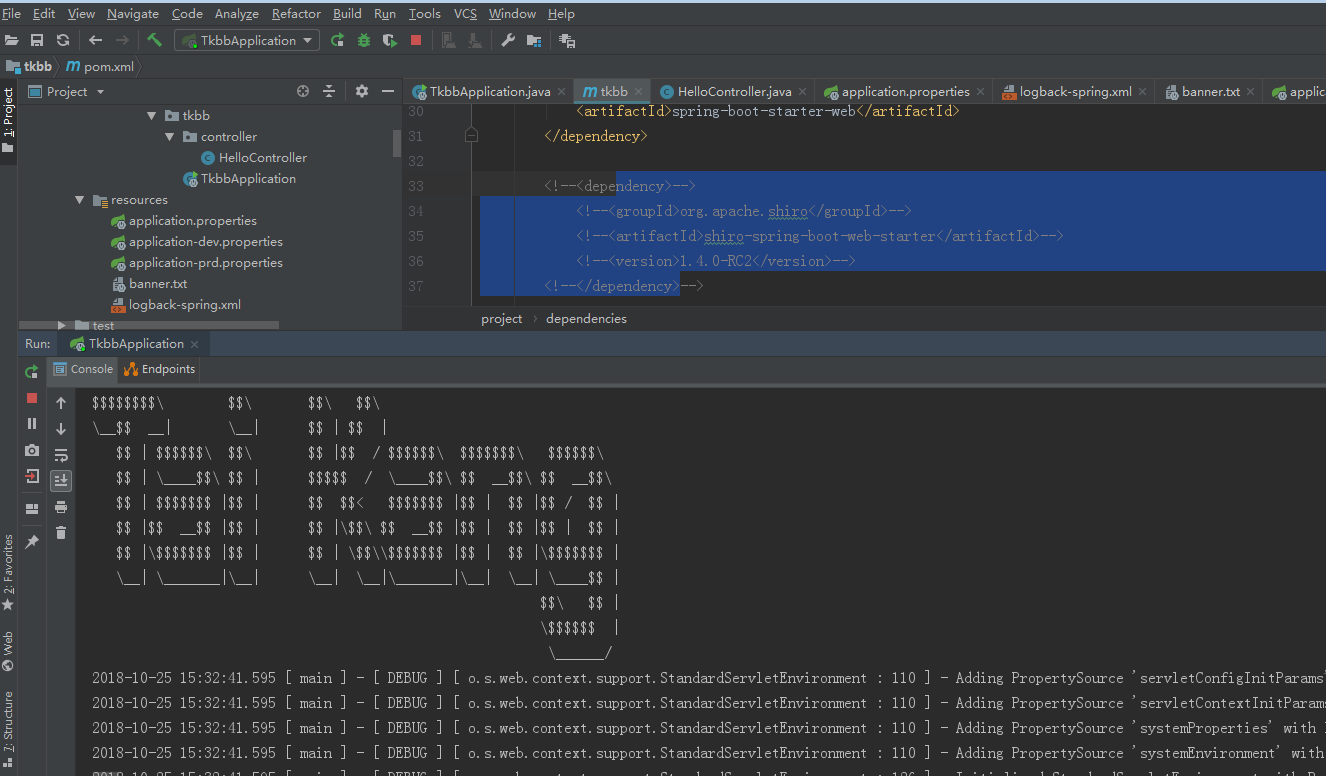 File Edit View Navigate Code Analyze Refactor Build Run Tools VCS Window Help
TkbbApplication
tkbb pom.xml
1: Project
Project
tkbb
controller
HelloController
TkbbApplication
resources
application.properties
application-dev.properties
application-prd.properties
banner.txt
logback-spring.xml
test
TkbbApplication.java tkbb HelloController.java application.properties logback-spring.xml banner.txt applic
30 <artifactId>spring-boot-starter-web</artifactId>
31 </dependency>
32
33 <!--<dependency>-->
34 <!--<groupId>org.apache.shiro</groupId>-->
35 <!--<artifactId>shiro-spring-boot-web-starter</artifactId>-->
36 <!--<version>1.4.0-RC2</version>-->
37 <!--</dependency>-->
project dependencies
Run: TkbbApplication
Console Endpoints
2: Favorites
Web
7: Structure
$$$$$$$$\        $$\       $$\   $$\
\__$$  __|       \__|      $$ | $$  |
   $$ | $$$$$$\  $$\       $$ |$$  / $$$$$$\  $$$$$$$\   $$$$$$\
   $$ | \____$$\ $$ |      $$$$$  /  \____$$\ $$  __$$\ $$  __$$\
   $$ | $$$$$$$ |$$ |      $$  $$<   $$$$$$$ |$$ |  $$ |$$ /  $$ |
   $$ |$$  __$$ |$$ |      $$ |\$$\ $$  __$$ |$$ |  $$ |$$ |  $$ |
   $$ |\$$$$$$$ |$$ |      $$ | \$$\\$$$$$$$ |$$ |  $$ |\$$$$$$$ |
   \__| \_______|\__|      \__|  \__|\_______|\__|  \__| \____$$ |
                                                        $$\   $$ |
                                                        \$$$$$$  |
                                                         \______/
2018-10-25 15:32:41.595 [ main ] - [ DEBUG ] [ o.s.web.context.support.StandardServletEnvironment : 110 ] - Adding PropertySource 'servletConfigInitParams'
2018-10-25 15:32:41.595 [ main ] - [ DEBUG ] [ o.s.web.context.support.StandardServletEnvironment : 110 ] - Adding PropertySource 'servletContextInitParams
2018-10-25 15:32:41.595 [ main ] - [ DEBUG ] [ o.s.web.context.support.StandardServletEnvironment : 110 ] - Adding PropertySource 'systemProperties' with
2018-10-25 15:32:41.595 [ main ] - [ DEBUG ] [ o.s.web.context.support.StandardServletEnvironment : 110 ] - Adding PropertySource 'systemEnvironment' with